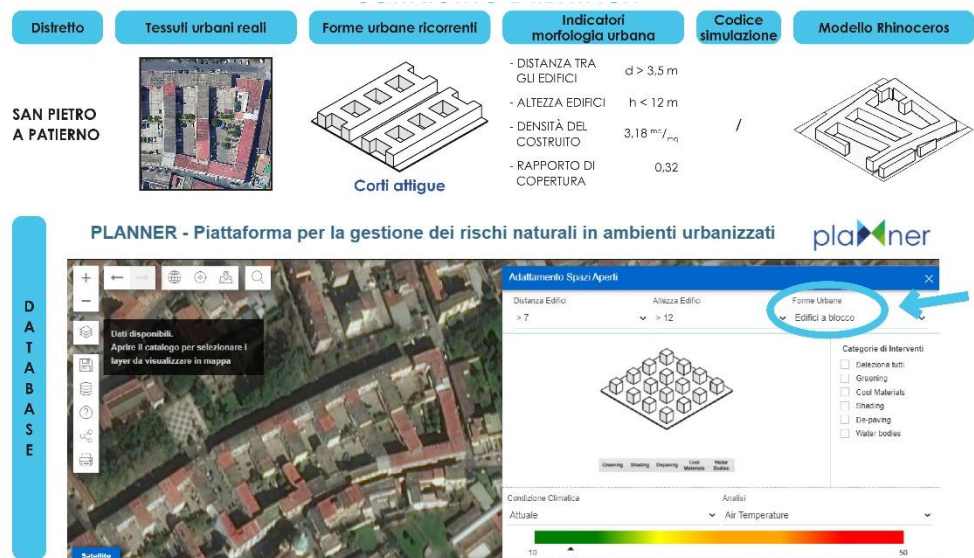 Distretto
Tessuti urbani reali
Forme urbane ricorrenti
Indicatori
morfologia urbana
Codice
simulazione
Modello Rhinoceros
SAN PIETRO
A PATIERNO
Corti attigue
- DISTANZA TRA
GLI EDIFICI
d > 3,5 m
- ALTEZZA EDIFICI
h < 12 m
- DENSITÀ DEL
COSTRUITO
3,18 mc/mq
- RAPPORTO DI
COPERTURA
0,32
/
DATABASE
PLANNER - Piattaforma per la gestione dei rischi naturali in ambienti urbanizzati
planner
Dati disponibili.
Aprire il catalogo per selezionare i
layer da visualizzare in mappa
Satellite
Adattamento Spazi Aperti
Distanza Edifici
Altezza Edifici
Forme Urbane
> 7
> 12
Edifici a blocco
Categorie di Interventi
Seleziona tutti
Greening
Cool Materials
Shading
De-paving
Water bodies
Greening Shading Depaving Cool Materials Water Bodies
Condizione Climatica
Analisi
Attuale
Air Temperature
10
50